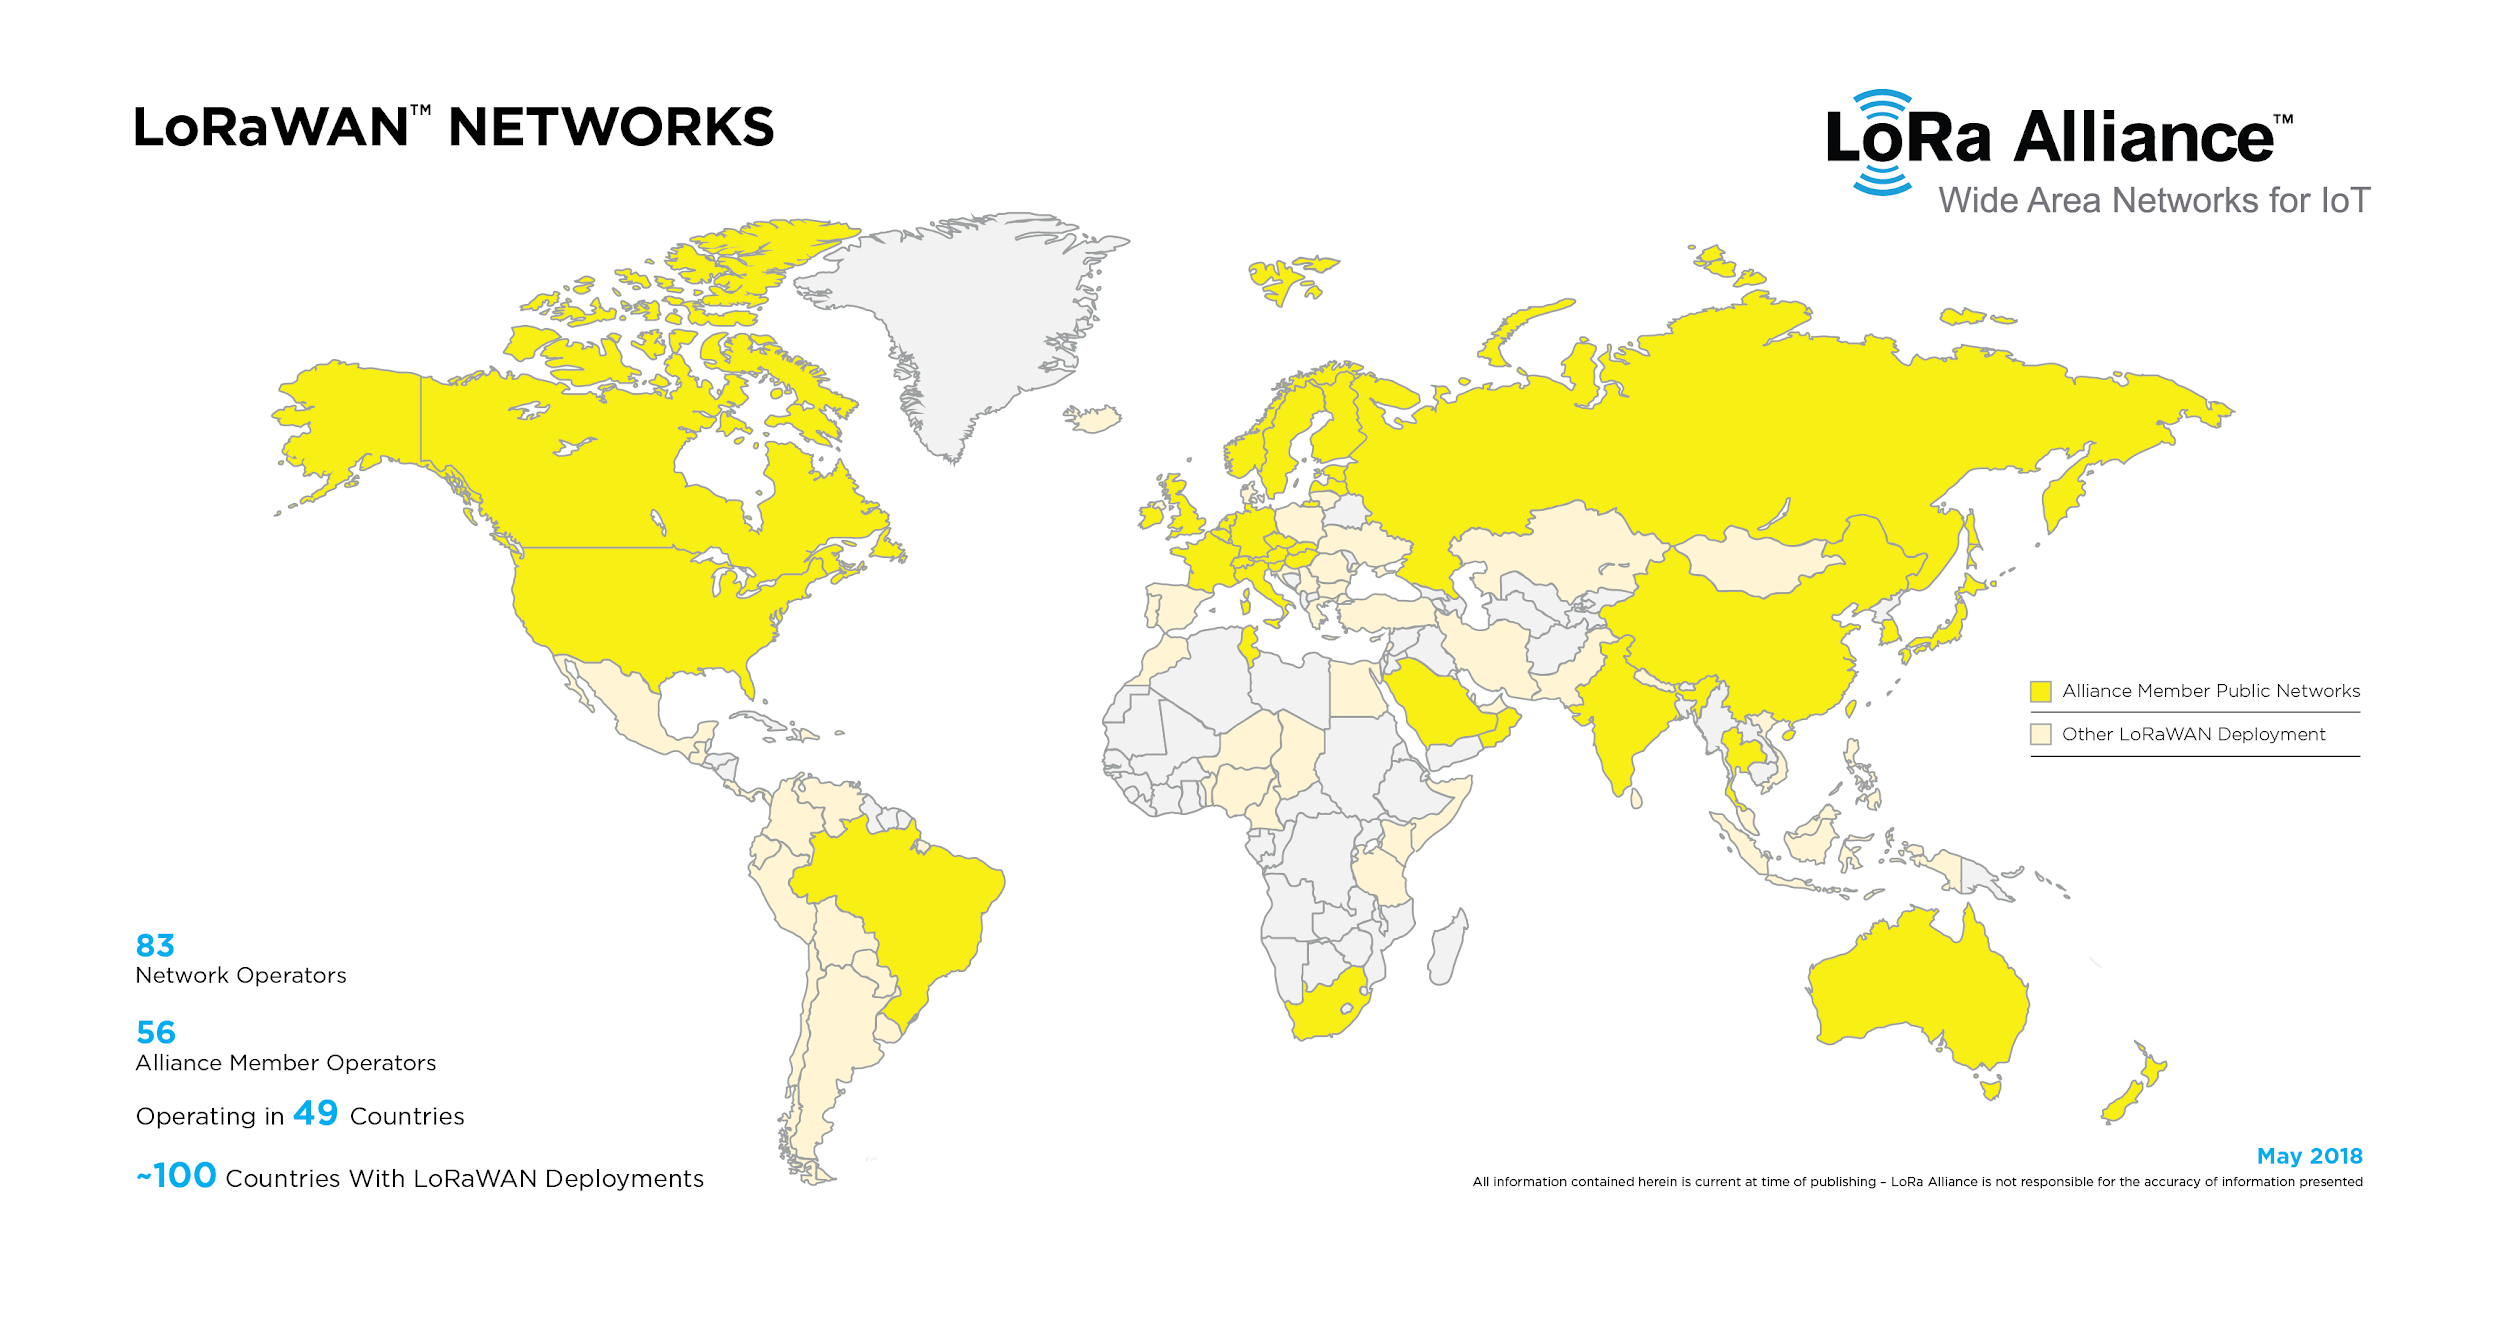 LoRaWAN™ NETWORKS
LoRa Alliance™
Wide Area Networks for IoT
Alliance Member Public Networks
Other LoRaWAN Deployment
83
Network Operators
56
Alliance Member Operators
Operating in 49 Countries
~100 Countries With LoRaWAN Deployments
May 2018
All information contained herein is current at time of publishing – LoRa Alliance is not responsible for the accuracy of information presented